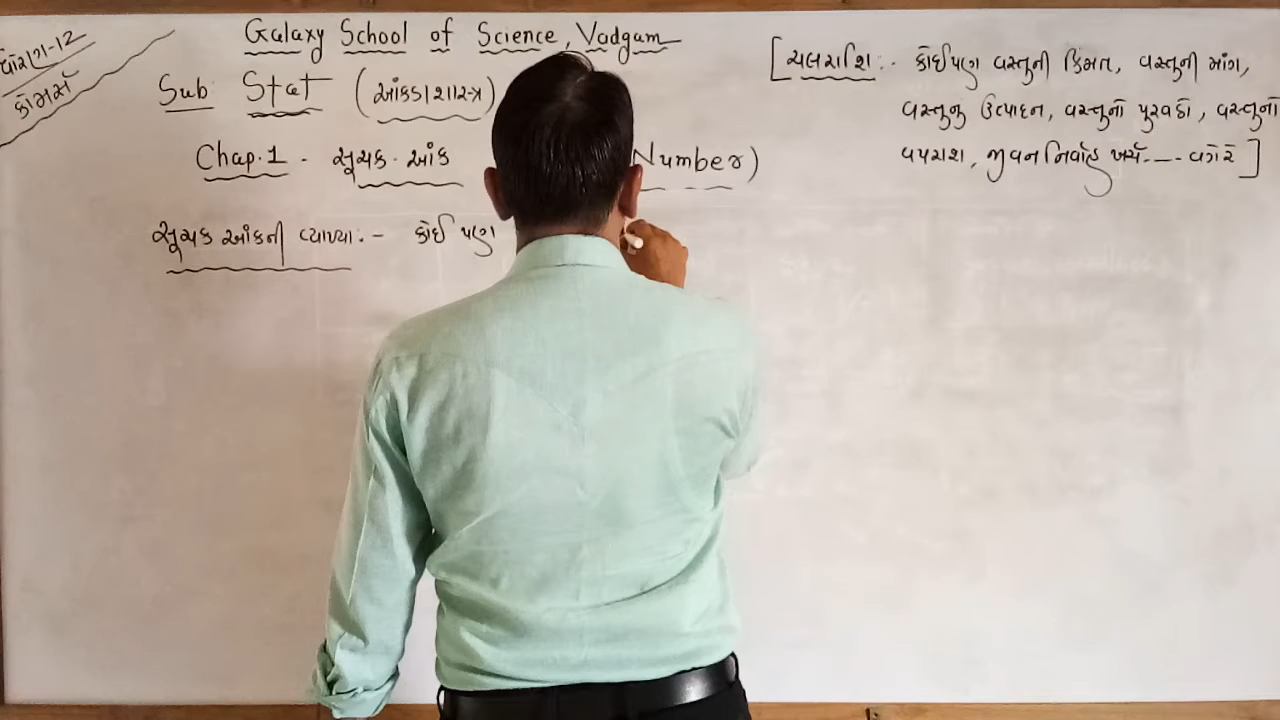 ધોરણ-12
કોમર્સ
Galaxy School of Science, Vadgam
Sub: Stat (આંકડાશાસ્ત્ર)
Chap.1 - સૂચક આંક Number)
સૂચક આંકની વ્યાખ્યા :- કોઈ પણ
[ચલરાશિ :- કોઈપણ વસ્તુની કિંમત, વસ્તુની માંગ,
વસ્તુનુ ઉત્પાદન, વસ્તુનો પુરવઠો, વસ્તુનો
વપરાશ, જીવન નિર્વાહ ખર્ચ --- વગેરે]